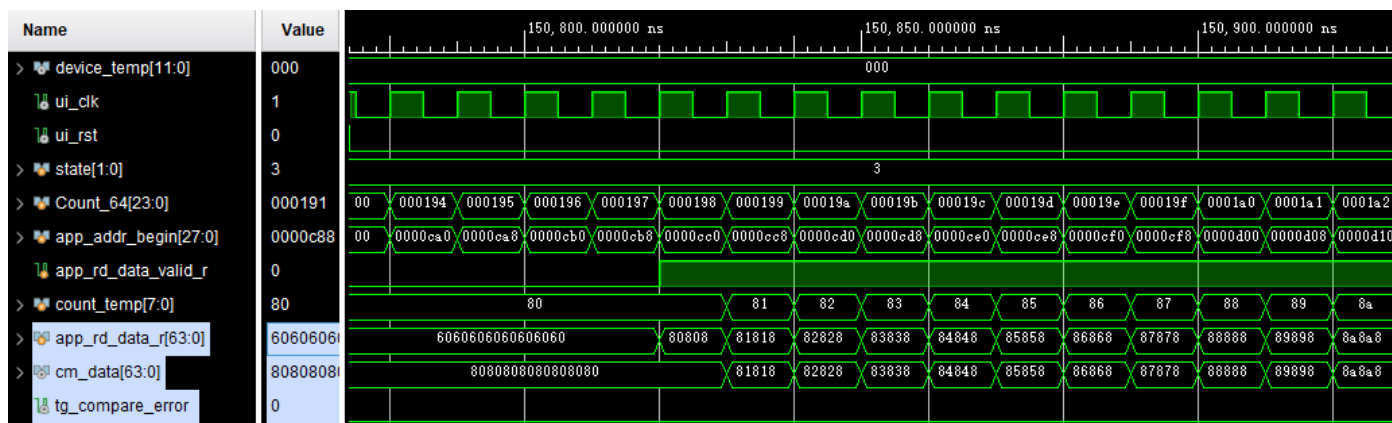 Name Value 150,800.000000 ns 150,850.000000 ns 150,900.000000 ns
device_temp[11:0] 000 000
ui_clk 1
ui_rst 0
state[1:0] 3 3
Count_64[23:0] 000191 00 000194 000195 000196 000197 000198 000199 00019a 00019b 00019c 00019d 00019e 00019f 0001a0 0001a1 0001a2
app_addr_begin[27:0] 0000c88 00 0000ca0 0000ca8 0000cb0 0000cb8 0000cc0 0000cc8 0000cd0 0000cd8 0000ce0 0000ce8 0000cf0 0000cf8 0000d00 0000d08 0000d10
app_rd_data_valid_r 0
count_temp[7:0] 80 80 81 82 83 84 85 86 87 88 89 8a
app_rd_data_r[63:0] 60606060 6060606060606060 80808 81818 82828 83838 84848 85858 86868 87878 88888 89898 8a8a8
cm_data[63:0] 80808080 8080808080808080 81818 82828 83838 84848 85858 86868 87878 88888 89898 8a8a8
tg_compare_error 0